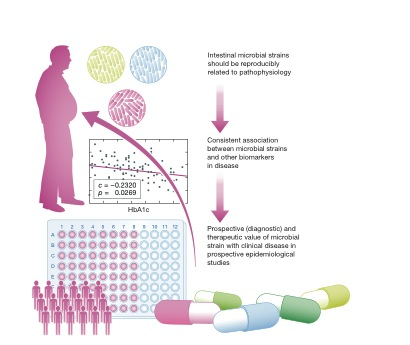 Intestinal microbial strains
should be reproducibly
related to pathophysiology
Consistent association
between microbial strains
and other biomarkers
in disease
c = –0.2320
p = 0.0269
HbA1c
Prospective (diagnostic) and
therapeutic value of microbial
strain with clinical disease in
prospective epidemiological
studies
1 2 3 4 5 6 7 8 9 10 11 12
A
B
C
D
E